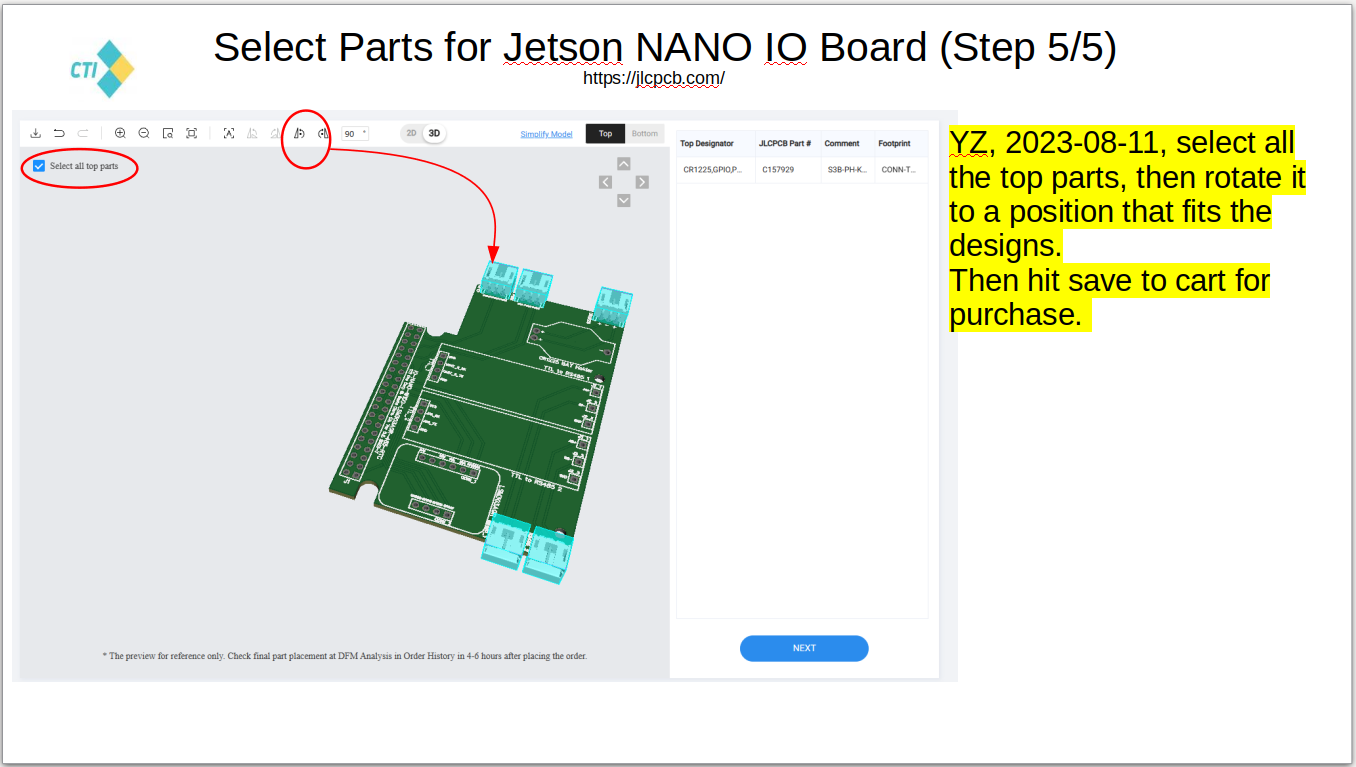 Select Parts for Jetson NANO IO Board (Step 5/5)
https://jlcpcb.com/
CTI
90 °
2D 3D
Simplify Model
Top Bottom
Select all top parts
Top Designator JLCPCB Part # Comment Footprint
CR1225,GPIO,P... C157929 S3B-PH-K... CONN-T...
YZ, 2023-08-11, select all
the top parts, then rotate it
to a position that fits the
designs.
Then hit save to cart for
purchase.
CR1225 BAT Holder
TTL to RS485 1
TTL to RS485 2
J1
* The preview for reference only. Check final part placement at DFM Analysis in Order History in 4-6 hours after placing the order.
NEXT